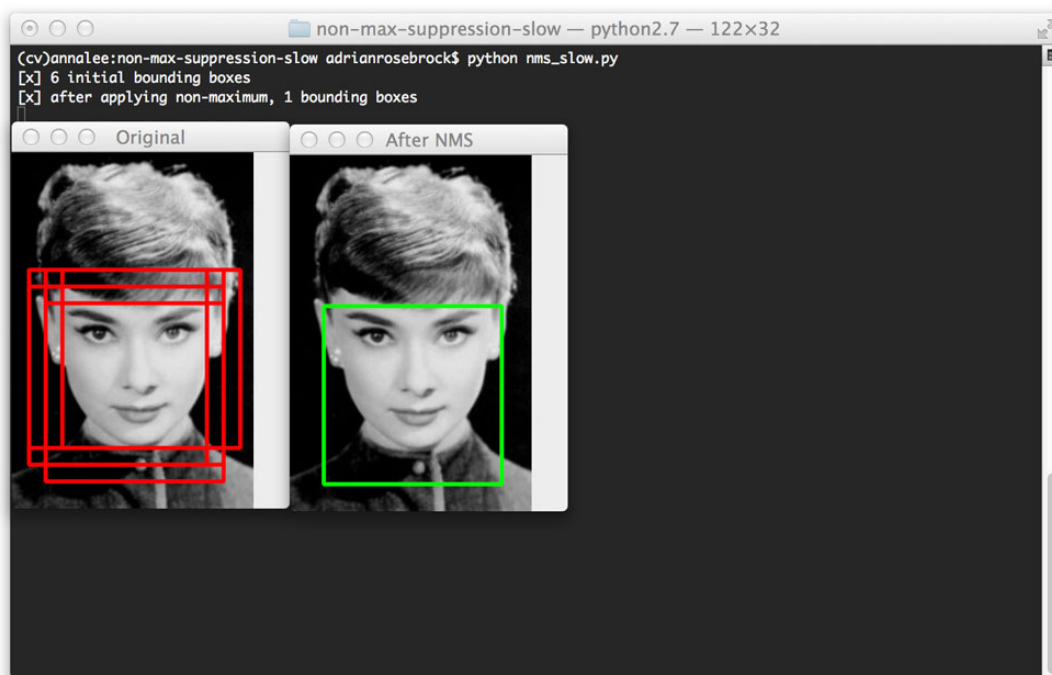 non-max-suppression-slow — python2.7 — 122×32
(cv)annalee:non-max-suppression-slow adrianrosebrock$ python nms_slow.py
[x] 6 initial bounding boxes
[x] after applying non-maximum, 1 bounding boxes
Original
After NMS